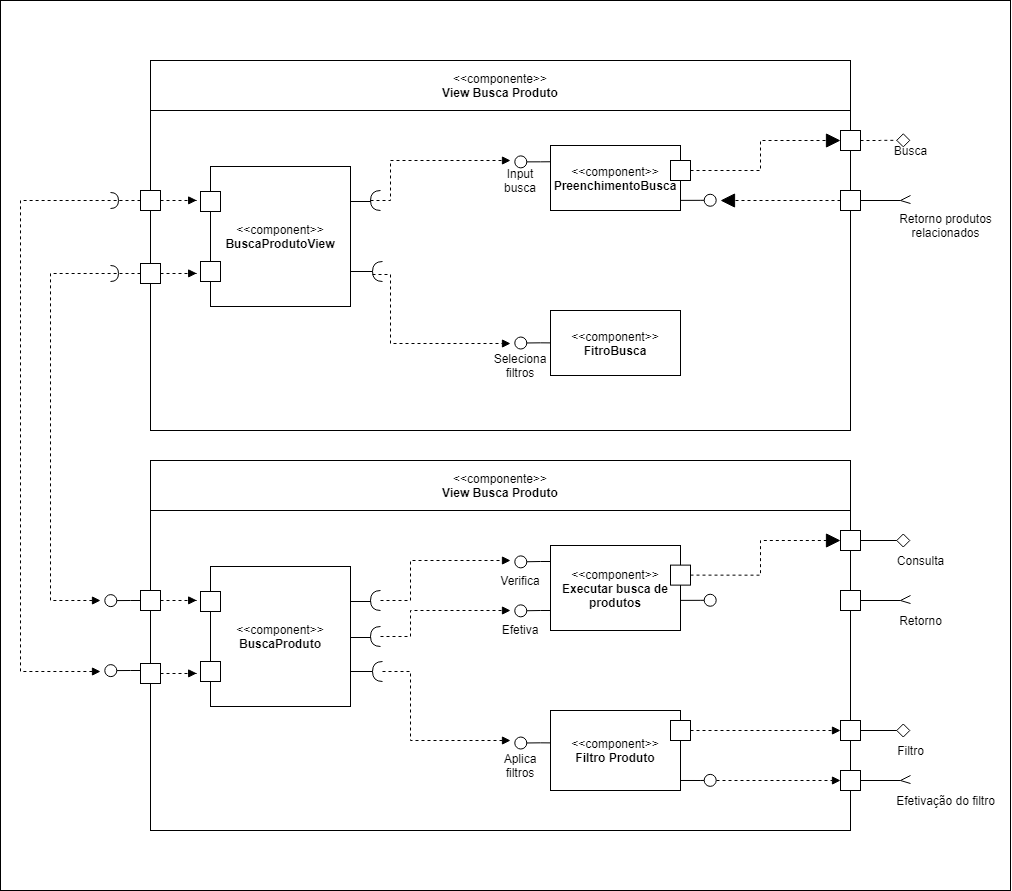 <<componente>>
View Busca Produto
Busca
<<component>>
PreenchimentoBusca
Input
busca
Retorno produtos
relacionados
<<component>>
BuscaProdutoView
<<component>>
FitroBusca
Seleciona
filtros
<<componente>>
View Busca Produto
Consulta
<<component>>
Executar busca de
produtos
Verifica
Efetiva
Retorno
<<component>>
BuscaProduto
<<component>>
Filtro Produto
Aplica
filtros
Filtro
Efetivação do filtro